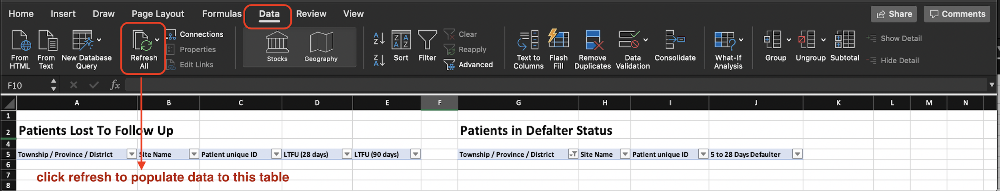 Home Insert Draw Page Layout Formulas Data Review View Share Comments
From HTML
From Text
New Database Query
Refresh All
Connections
Properties
Edit Links
Stocks
Geography
A Z
Z A
Z A A Z
Sort
Filter
Clear
Reapply
Advanced
Text to Columns
Flash Fill
Remove Duplicates
Data Validation
Consolidate
What-If Analysis
Group
Ungroup
Subtotal
Show Detail
Hide Detail
F10 fx
A B C D E F G H I J K L M N
1
2 Patients Lost To Follow Up Patients in Defalter Status
4
5 Township / Province / District Site Name Patient unique ID LTFU (28 days) LTFU (90 days) Township / Province / District Site Name Patient unique ID 5 to 28 Days Defaulter
6
7 click refresh to populate data to this table
8